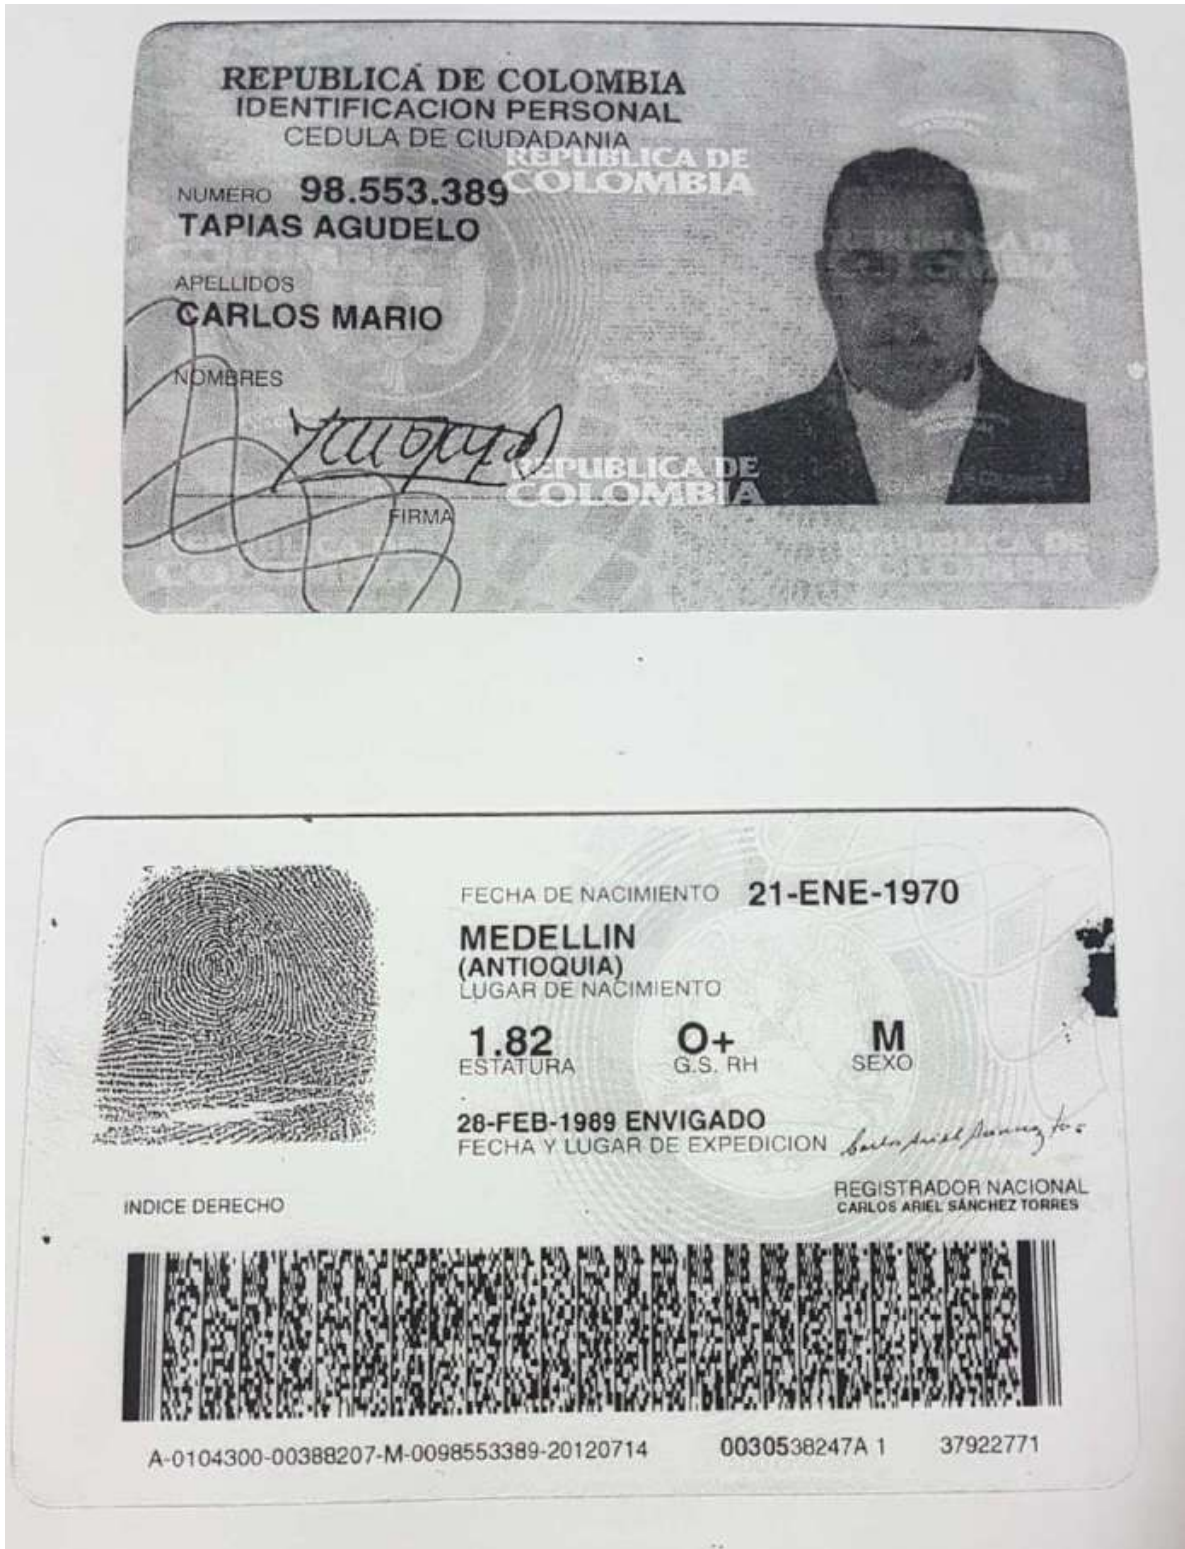 REPUBLICA DE COLOMBIA
IDENTIFICACION PERSONAL
CEDULA DE CIUDADANIA
REPUBLICA DE
COLOMBIA
NUMERO 98.553.389
TAPIAS AGUDELO
APELLIDOS
CARLOS MARIO
NOMBRES
REPUBLICA DE
COLOMBIA
FIRMA
FECHA DE NACIMIENTO 21-ENE-1970
MEDELLIN
(ANTIOQUIA)
LUGAR DE NACIMIENTO
1.82 O+ M
ESTATURA G.S. RH SEXO
28-FEB-1989 ENVIGADO
FECHA Y LUGAR DE EXPEDICION
INDICE DERECHO
REGISTRADOR NACIONAL
CARLOS ARIEL SÁNCHEZ TORRES
A-0104300-00388207-M-0098553389-20120714 0030538247A 1 37922771